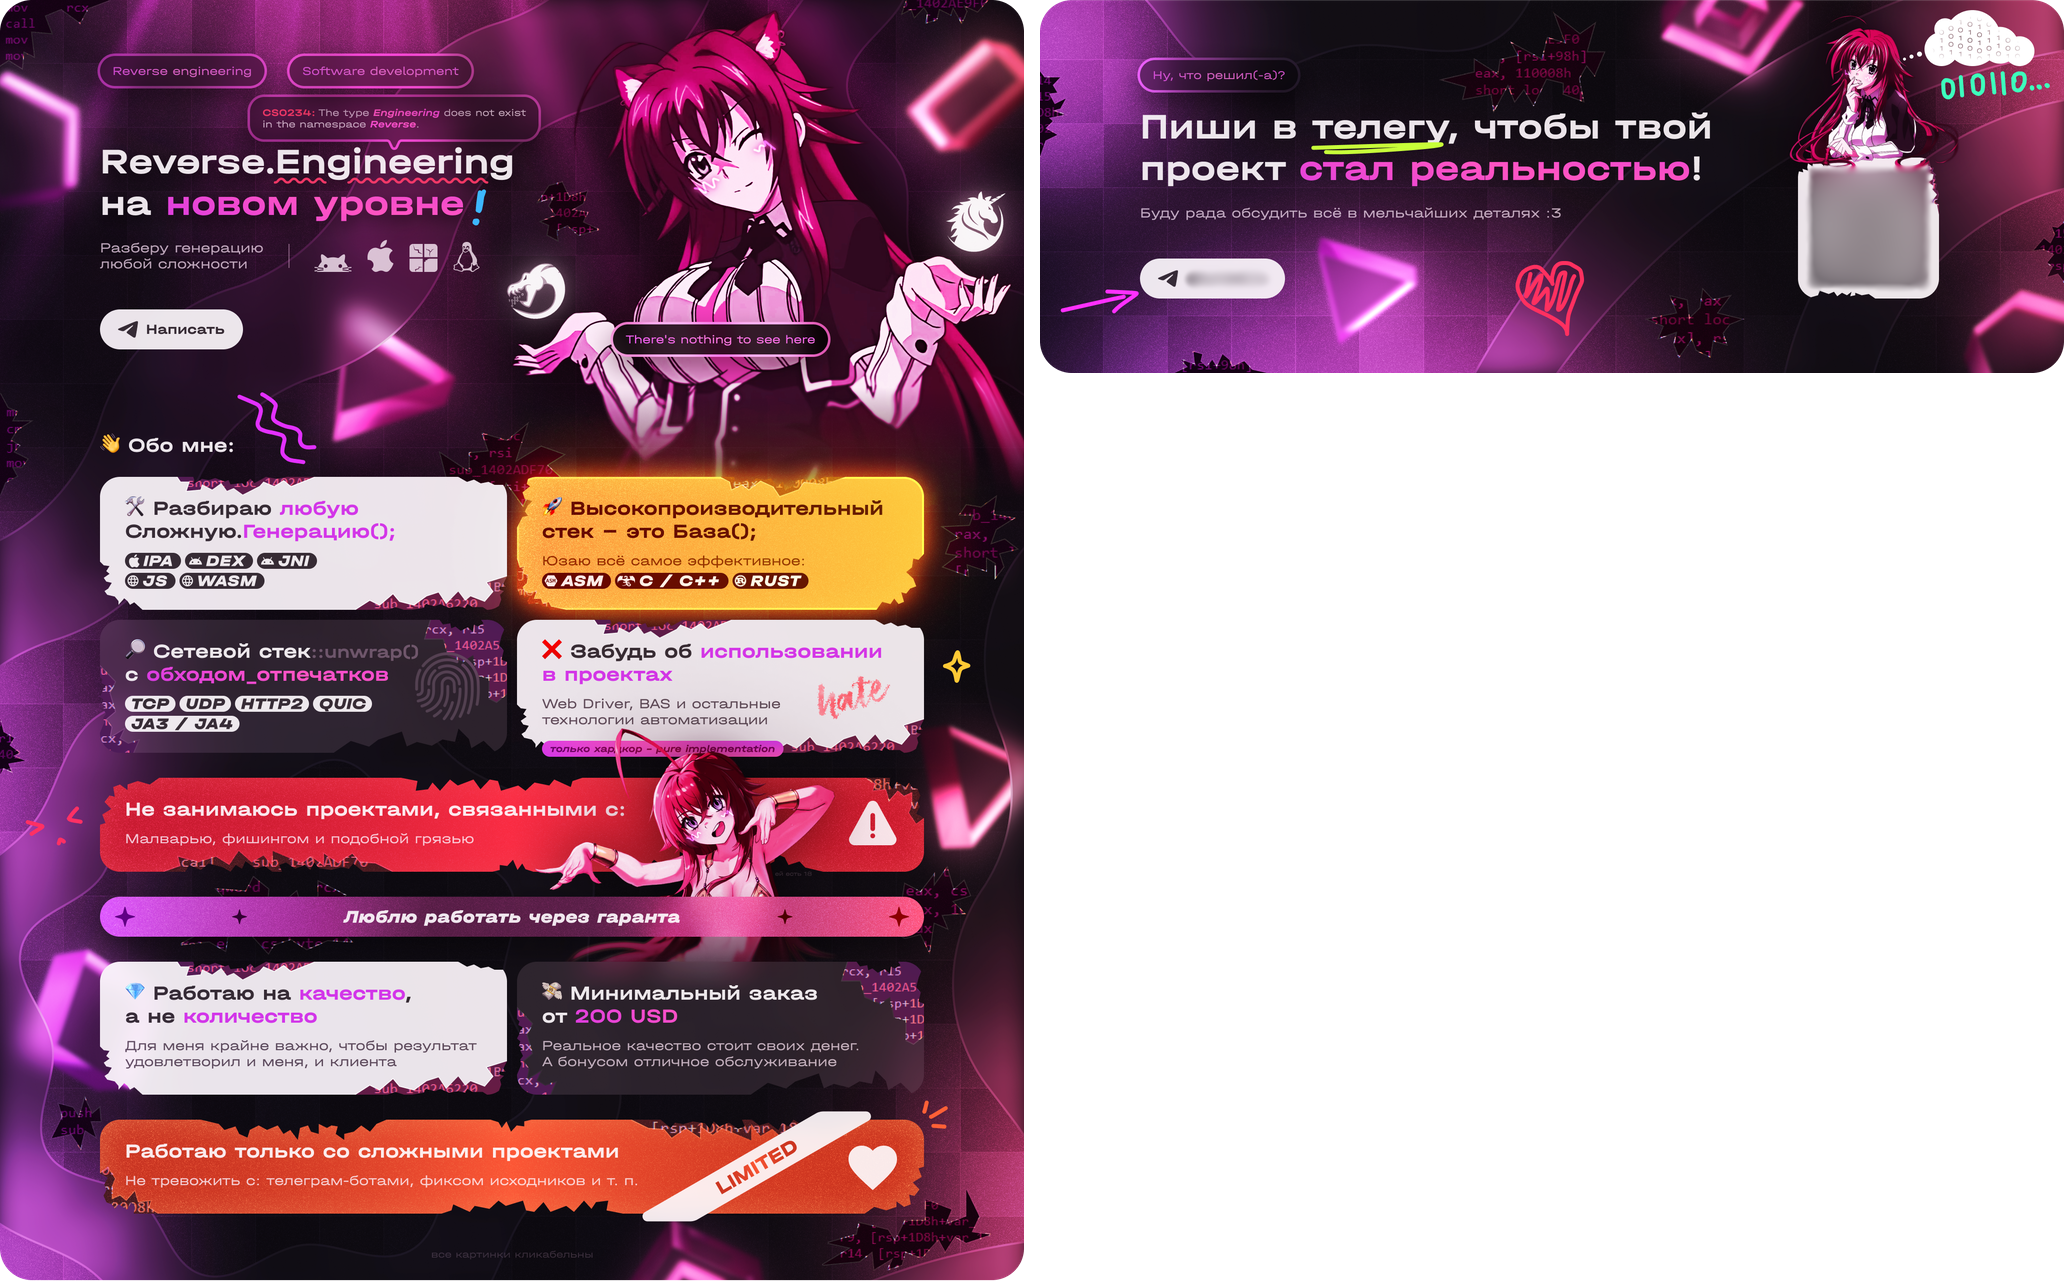 Reverse engineering
Software development
CS0234: The type Engineering does not exist
in the namespace Reverse.
Revərse.Engineering
на новом уровне!
Разберу генерацию
любой сложности
Написать
There's nothing to see here
👋 Обо мне:
🛠 Разбираю любую
Сложную.Генерацию();
IPA DEX JNI
JS WASM
🚀 Высокопроизводительный
стек – это База();
Юзаю всё самое эффективное:
ASM C / C++ RUST
🔎 Сетевой стек::unwrap()
с обходом_отпечатков
TCP UDP HTTP2 QUIC
JA3 / JA4
❌ Забудь об использовании
в проектах
Web Driver, BAS и остальные
технологии автоматизации
hate
только хардкор – pure implementation
Не занимаюсь проектами, связанными с:
Малварью, фишингом и подобной грязью
Люблю работать через гаранта
💎 Работаю на качество,
а не количество
Для меня крайне важно, чтобы результат
удовлетворил и меня, и клиента
💸 Минимальный заказ
от 200 USD
Реальное качество стоит своих денег.
А бонусом отличное обслуживание
Работаю только со сложными проектами
Не тревожить с: телеграм-ботами, фиксом исходников и т. п.
LIMITED
все картинки кликабельны
Ну, что решил(-а)?
Пиши в телегу, чтобы твой
проект стал реальностью!
Буду рада обсудить всё в мельчайших деталях :3
010110...